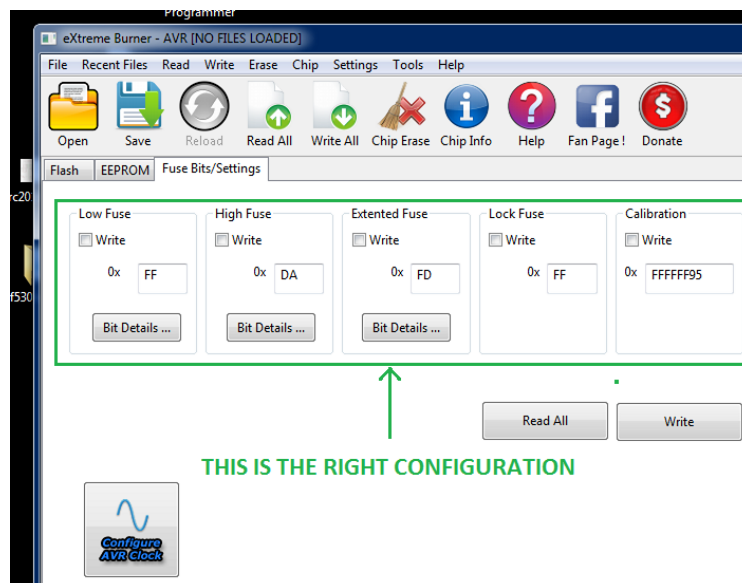 Programmer
eXtreme Burner - AVR [NO FILES LOADED]
File Recent Files Read Write Erase Chip Settings Tools Help
Open Save Reload Read All Write All Chip Erase Chip Info Help Fan Page! Donate
Flash EEPROM Fuse Bits/Settings
rc20
Low Fuse High Fuse Extented Fuse Lock Fuse Calibration
Write Write Write Write Write
0x FF 0x DA 0x FD 0x FF 0x FFFFFF95
f530
Bit Details ... Bit Details ... Bit Details ...
Read All Write
THIS IS THE RIGHT CONFIGURATION
Configure
AVR Clock